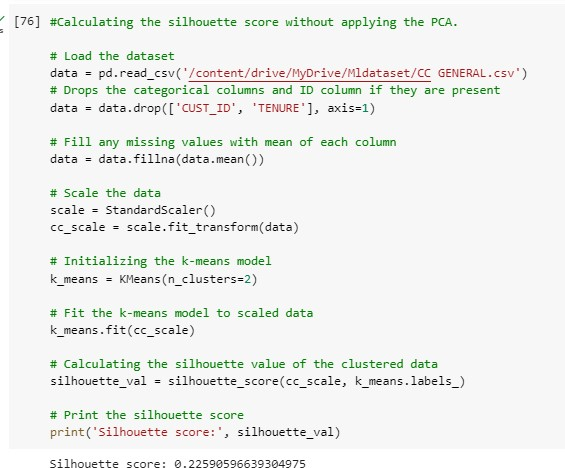 [76] #Calculating the silhouette score without applying the PCA.
# Load the dataset
data = pd.read_csv('/content/drive/MyDrive/Mldataset/CC GENERAL.csv')
# Drops the categorical columns and ID column if they are present
data = data.drop(['CUST_ID', 'TENURE'], axis=1)
# Fill any missing values with mean of each column
data = data.fillna(data.mean())
# Scale the data
scale = StandardScaler()
cc_scale = scale.fit_transform(data)
# Initializing the k-means model
k_means = KMeans(n_clusters=2)
# Fit the k-means model to scaled data
k_means.fit(cc_scale)
# Calculating the silhouette value of the clustered data
silhouette_val = silhouette_score(cc_scale, k_means.labels_)
# Print the silhouette score
print('Silhouette score:', silhouette_val)
Silhouette score: 0.22590596639304975